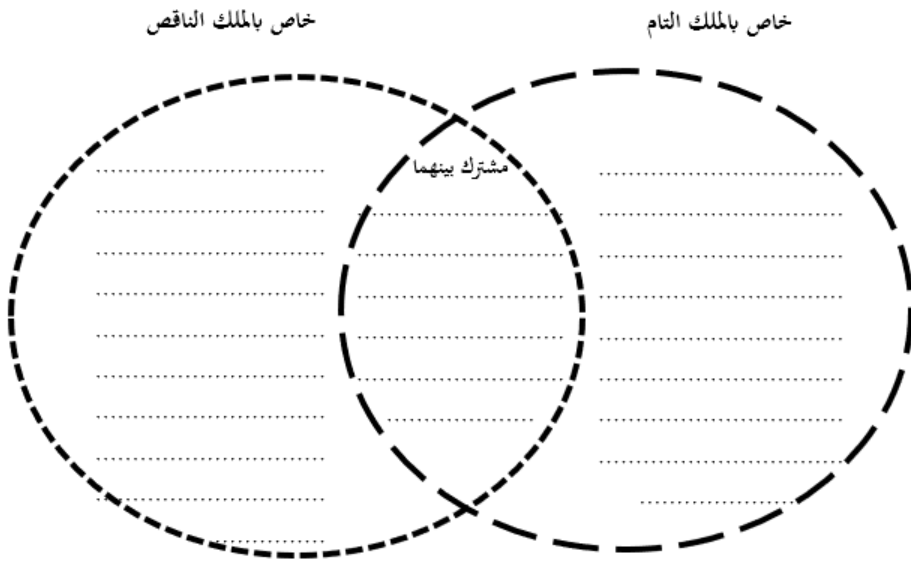 خاص بالملك التام
خاص بالملك الناقص
مشترك بينهما